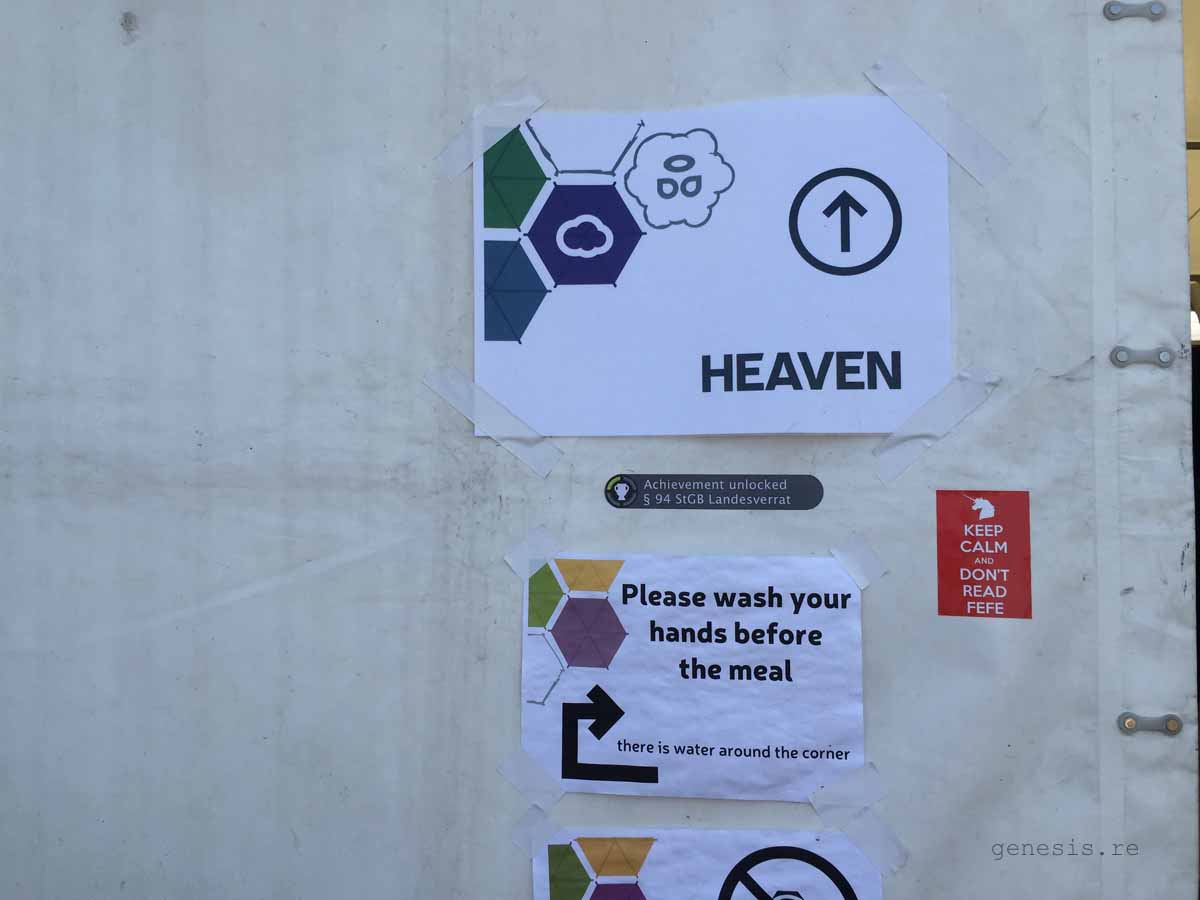 HEAVEN
Achievement unlocked
§ 94 StGB Landesverrat
KEEP
CALM
AND
DON'T
READ
FEFE
Please wash your
hands before
the meal
there is water around the corner
genesis.re